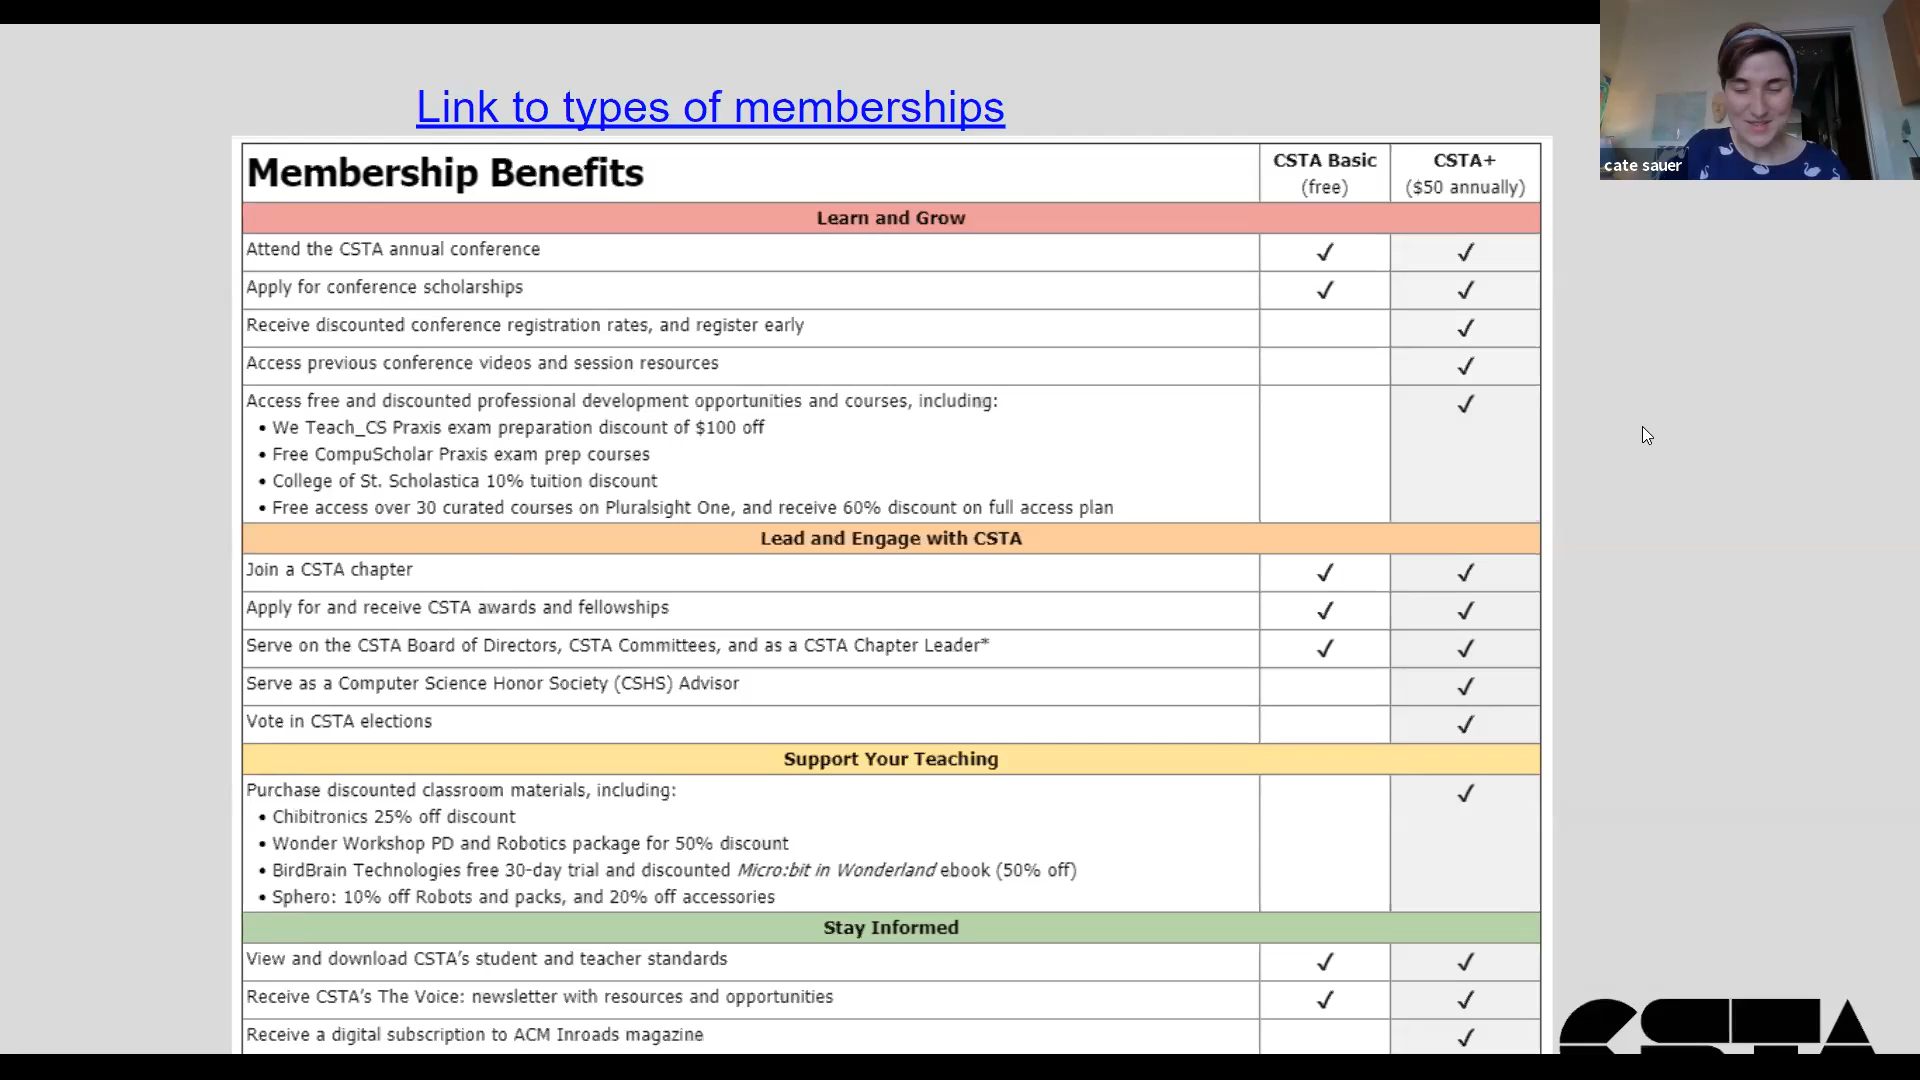 Link to types of memberships
cate sauer
Membership Benefits
CSTA Basic
(free)
CSTA+
($50 annually)
Learn and Grow
Attend the CSTA annual conference ✓ ✓
Apply for conference scholarships ✓ ✓
Receive discounted conference registration rates, and register early ✓
Access previous conference videos and session resources ✓
Access free and discounted professional development opportunities and courses, including: ✓
• We Teach_CS Praxis exam preparation discount of $100 off
• Free CompuScholar Praxis exam prep courses
• College of St. Scholastica 10% tuition discount
• Free access over 30 curated courses on Pluralsight One, and receive 60% discount on full access plan
Lead and Engage with CSTA
Join a CSTA chapter ✓ ✓
Apply for and receive CSTA awards and fellowships ✓ ✓
Serve on the CSTA Board of Directors, CSTA Committees, and as a CSTA Chapter Leader* ✓ ✓
Serve as a Computer Science Honor Society (CSHS) Advisor ✓
Vote in CSTA elections ✓
Support Your Teaching
Purchase discounted classroom materials, including: ✓
• Chibitronics 25% off discount
• Wonder Workshop PD and Robotics package for 50% discount
• BirdBrain Technologies free 30-day trial and discounted Micro:bit in Wonderland ebook (50% off)
• Sphero: 10% off Robots and packs, and 20% off accessories
Stay Informed
View and download CSTA’s student and teacher standards ✓ ✓
Receive CSTA’s The Voice: newsletter with resources and opportunities ✓ ✓
Receive a digital subscription to ACM Inroads magazine ✓
CSTA